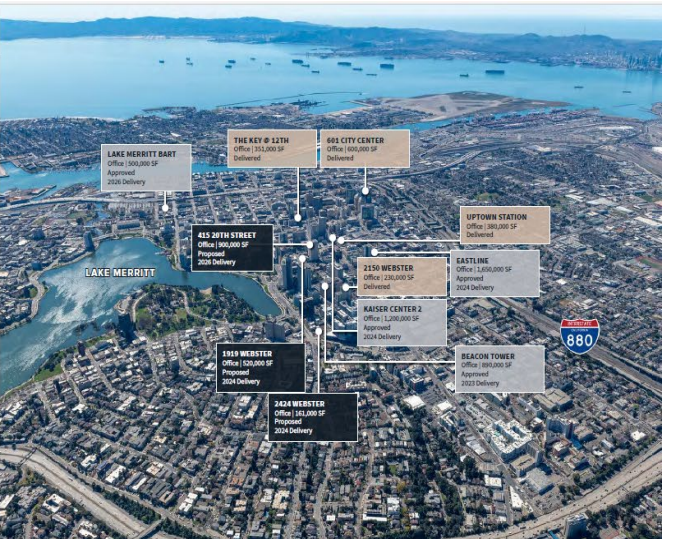 THE KEY @ 12TH
Office | 351,000 SF
Delivered
601 CITY CENTER
Office | 600,000 SF
Delivered
LAKE MERRITT BART
Office | 500,000 SF
Approved
2026 Delivery
UPTOWN STATION
Office | 380,000 SF
Delivered
415 20TH STREET
Office | 900,000 SF
Proposed
2026 Delivery
EASTLINE
Office | 1,650,000 SF
Approved
2024 Delivery
2150 WEBSTER
Office | 230,000 SF
Delivered
LAKE MERRITT
KAISER CENTER 2
Office | 1,200,000 SF
Approved
2024 Delivery
INTERSTATE
880
1919 WEBSTER
Office | 520,000 SF
Proposed
2024 Delivery
BEACON TOWER
Office | 890,000 SF
Approved
2023 Delivery
2424 WEBSTER
Office | 161,000 SF
Proposed
2024 Delivery